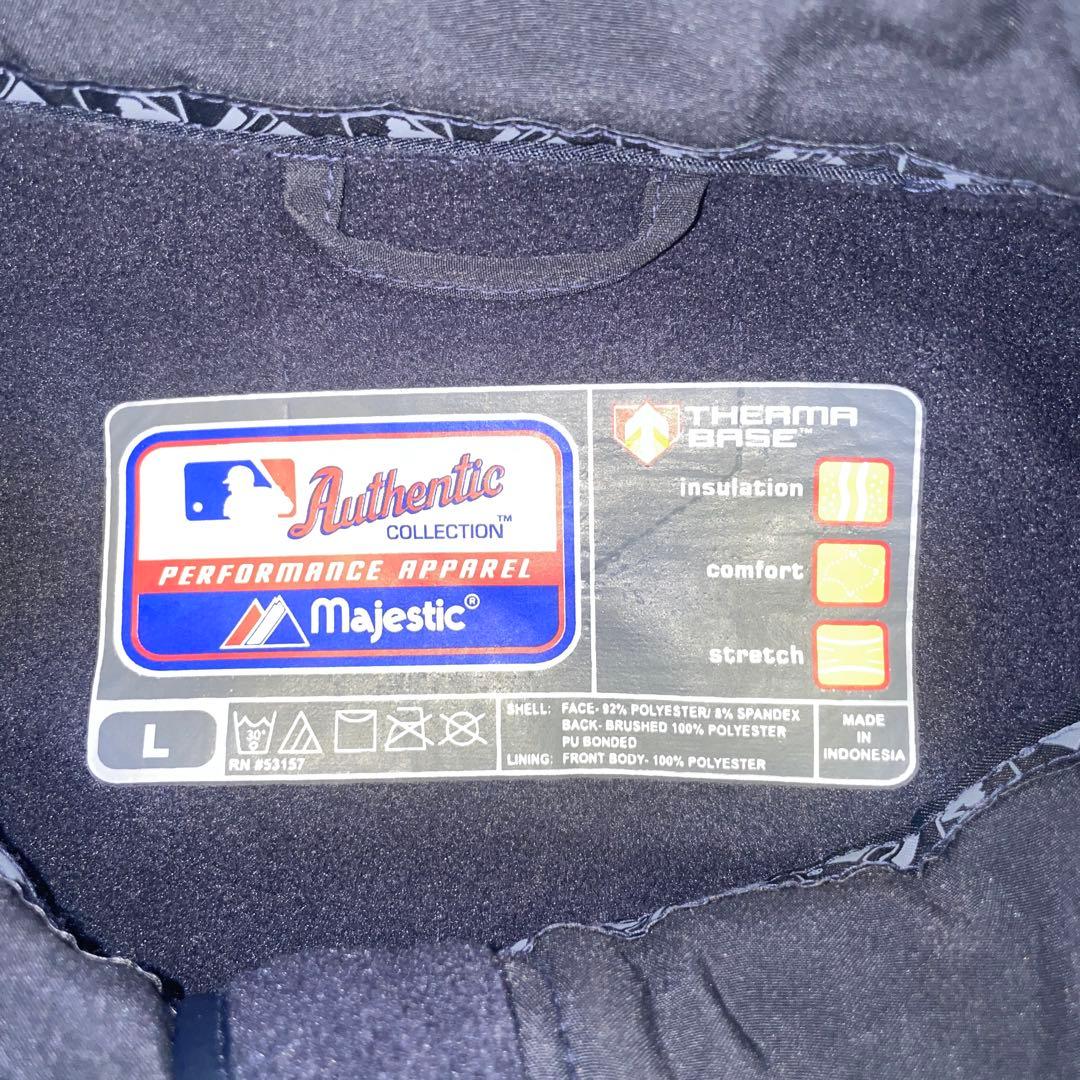 Authentic
COLLECTION™
PERFORMANCE APPAREL
Majestic®
THERMA
BASE™
insulation
comfort
stretch
L
30°
RN #53157
SHELL: FACE- 92% POLYESTER/ 8% SPANDEX
BACK- BRUSHED 100% POLYESTER
PU BONDED
LINING: FRONT BODY- 100% POLYESTER
MADE
IN
INDONESIA